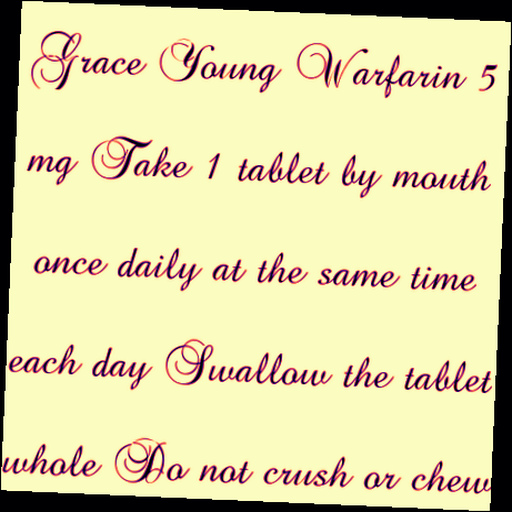 Grace Young Warfarin 5
mg Take 1 tablet by mouth
once daily at the same time
each day Swallow the tablet
whole Do not crush or chew